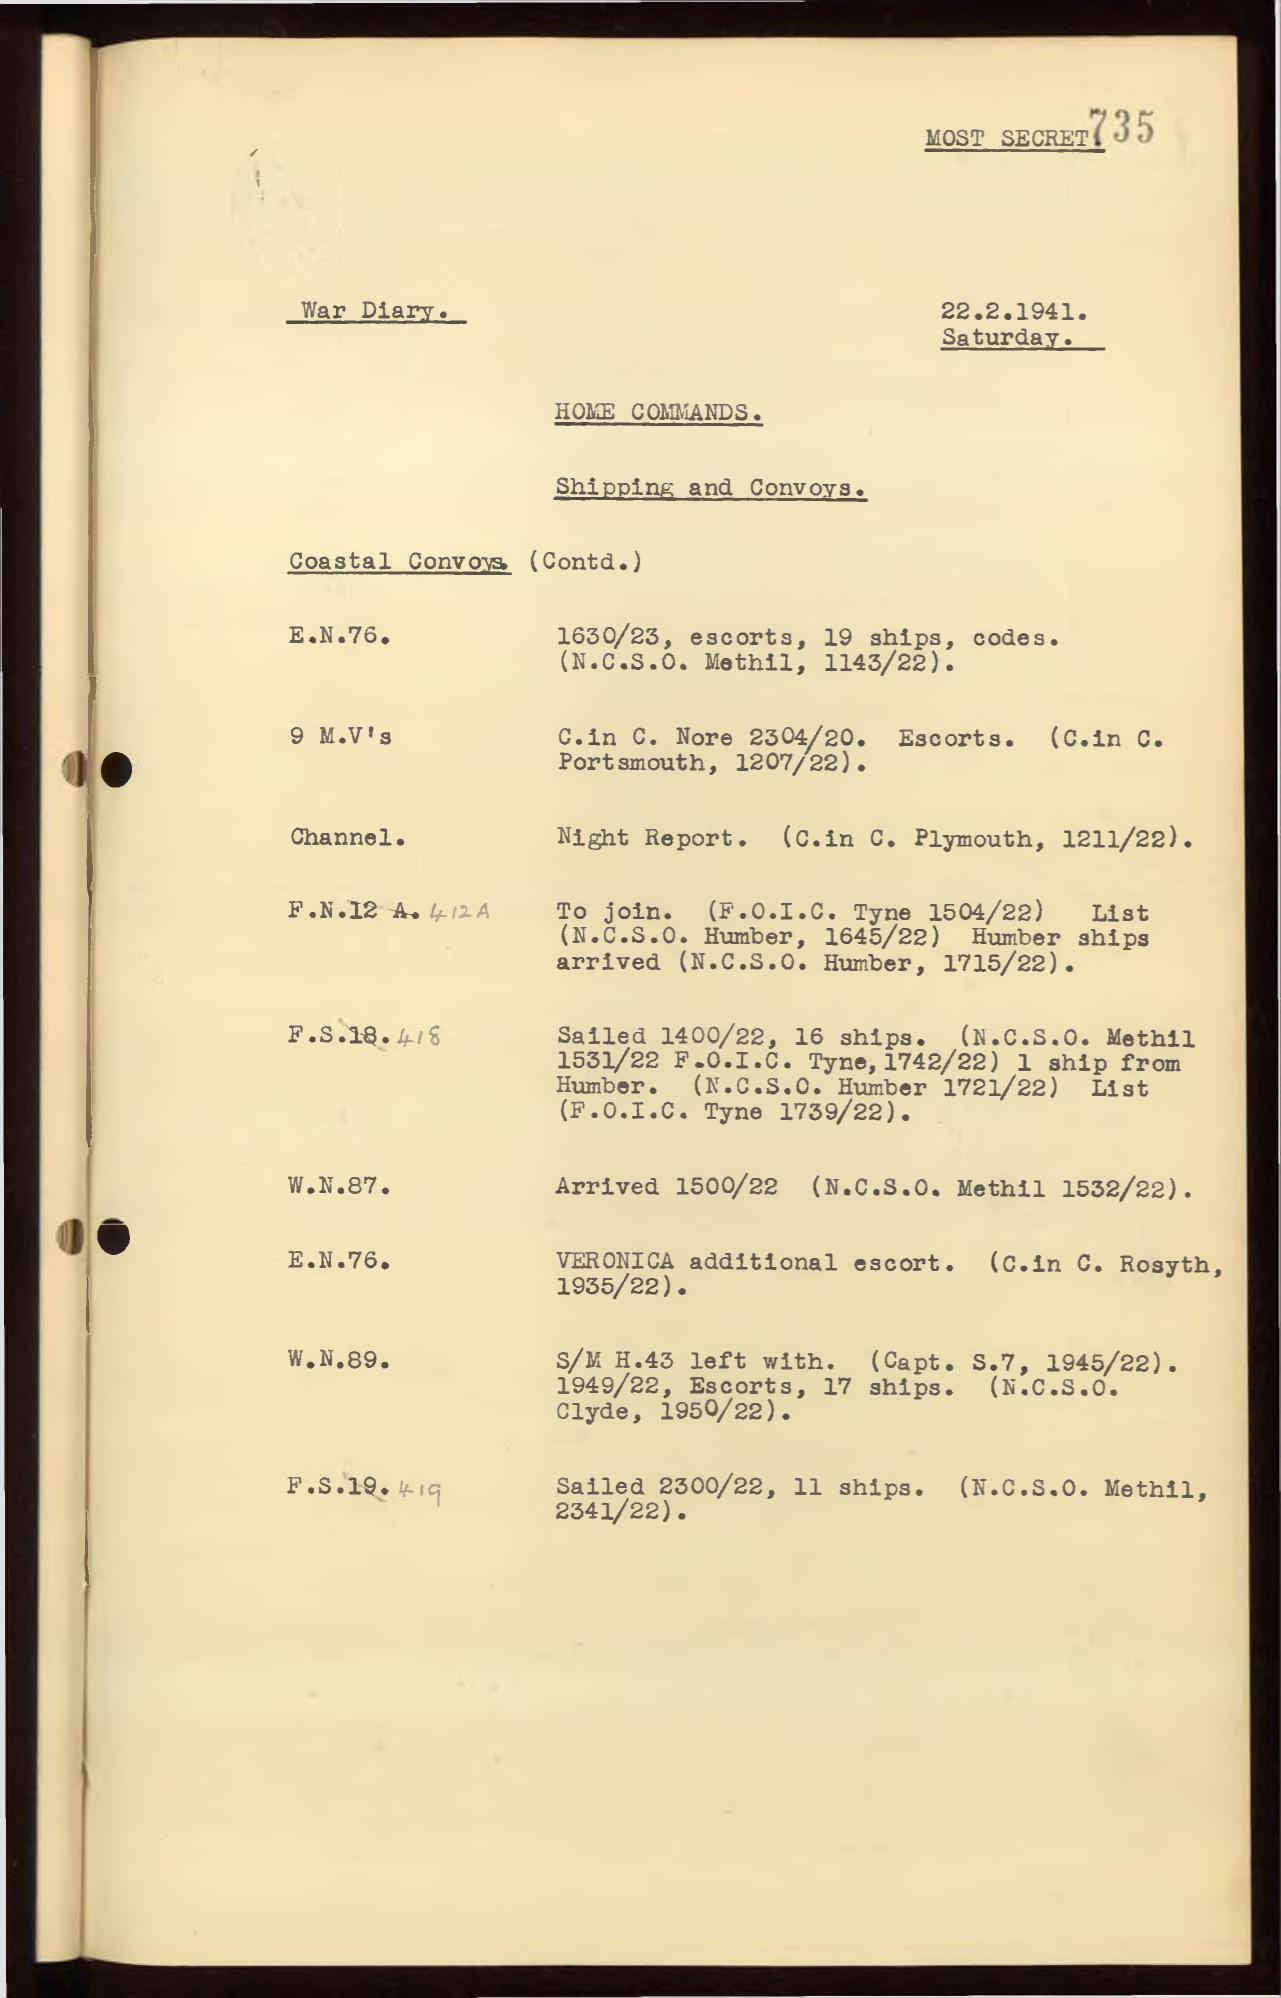 MOST SECRET. 735
War Diary. 22.2.1941.
Saturday.
HOME COMMANDS.
Shipping and Convoys.
Coastal Convoys. (Contd.)
E.N.76. 1630/23, escorts, 19 ships, codes.
(N.C.S.O. Methil, 1143/22).
9 M.V's C.in C. Nore 2304/20. Escorts. (C.in C.
Portsmouth, 1207/22).
Channel. Night Report. (C.in C. Plymouth, 1211/22).
F.N.12 A. 412A To join. (F.O.I.C. Tyne 1504/22) List
(N.C.S.O. Humber, 1645/22) Humber ships
arrived (N.C.S.O. Humber, 1715/22).
F.S.18. 418 Sailed 1400/22, 16 ships. (N.C.S.O. Methil
1531/22 F.O.I.C. Tyne, 1742/22) 1 ship from
Humber. (N.C.S.O. Humber 1721/22) List
(F.O.I.C. Tyne 1739/22).
W.N.87. Arrived 1500/22 (N.C.S.O. Methil 1532/22).
E.N.76. VERONICA additional escort. (C.in C. Rosyth,
1935/22).
W.N.89. S/M H.43 left with. (Capt. S.7, 1945/22).
1949/22, Escorts, 17 ships. (N.C.S.O.
Clyde, 1950/22).
F.S.19. 419 Sailed 2300/22, 11 ships. (N.C.S.O. Methil,
2341/22).